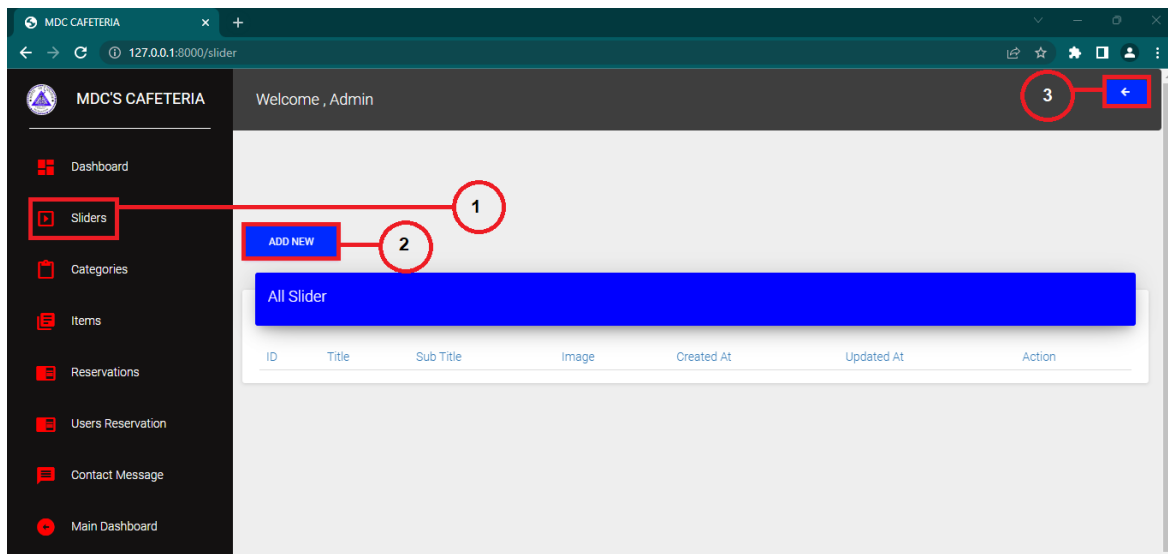 MDC CAFETERIA
127.0.0.1:8000/slider
MDC'S CAFETERIA
Welcome , Admin
3
Dashboard
Sliders
1
ADD NEW
2
Categories
All Slider
Items
ID Title Sub Title Image Created At Updated At Action
Reservations
Users Reservation
Contact Message
Main Dashboard